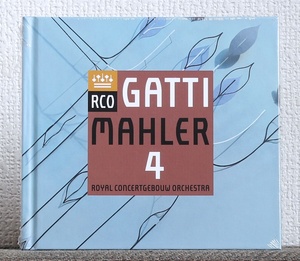 RCO GATTI
MAHLER
4
ROYAL CONCERTGEBOUW ORCHESTRA